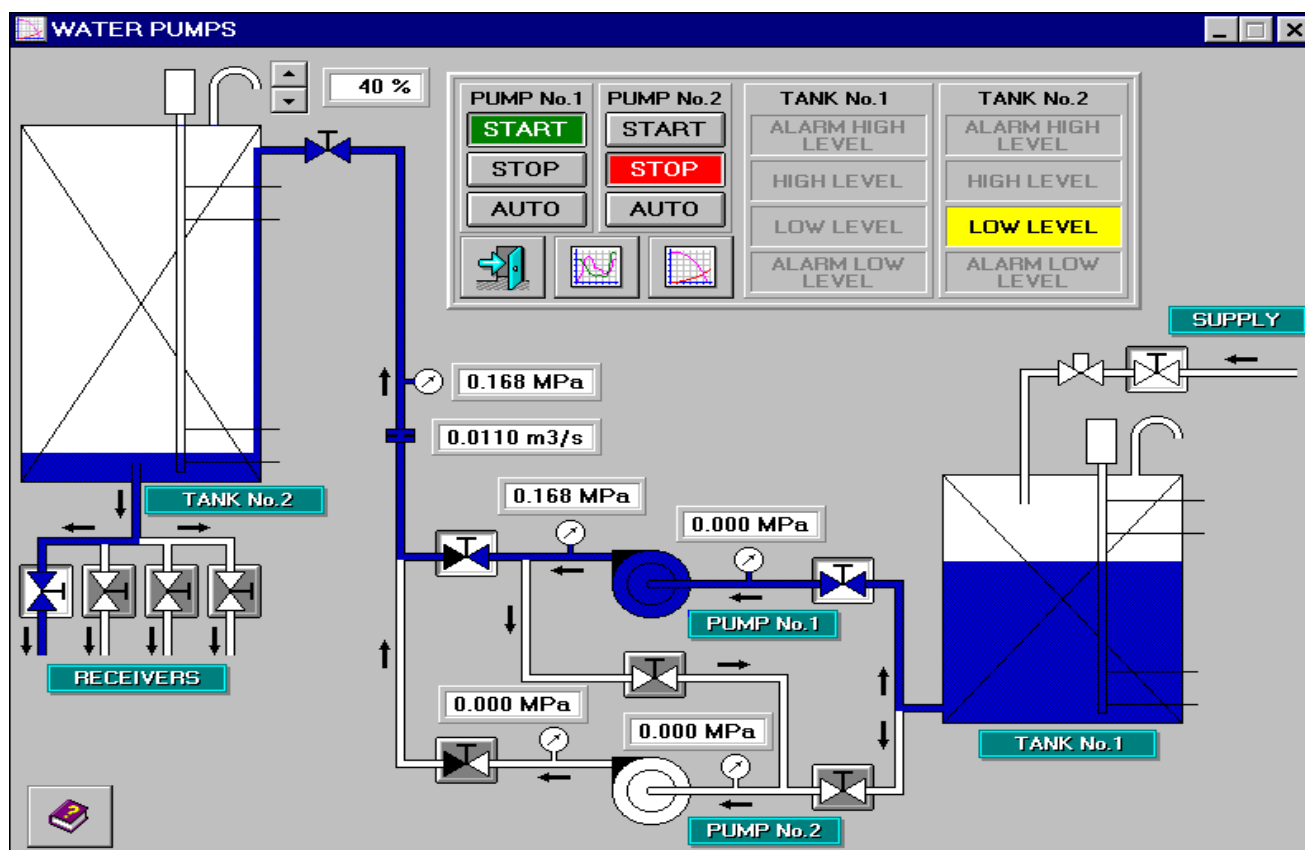 WATER PUMPS
40 %
PUMP No.1
START
STOP
AUTO
PUMP No.2
START
STOP
AUTO
TANK No.1
ALARM HIGH
LEVEL
HIGH LEVEL
LOW LEVEL
ALARM LOW
LEVEL
TANK No.2
ALARM HIGH
LEVEL
HIGH LEVEL
LOW LEVEL
ALARM LOW
LEVEL
SUPPLY
0.168 MPa
0.0110 m3/s
TANK No.2
0.168 MPa
0.000 MPa
PUMP No.1
RECEIVERS
0.000 MPa
0.000 MPa
TANK No.1
PUMP No.2
?